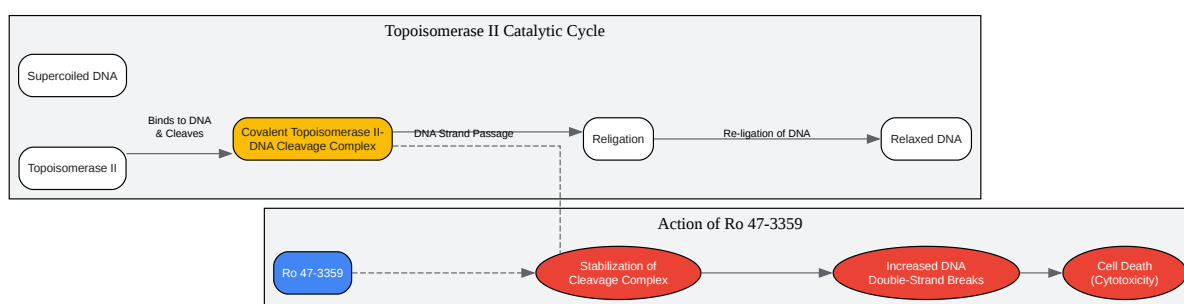 Topoisomerase II Catalytic Cycle
Supercoiled DNA
Binds to DNA
& Cleaves
Topoisomerase II
Covalent Topoisomerase II-
DNA Cleavage Complex
DNA Strand Passage
Religation
Re-ligation of DNA
Relaxed DNA
Action of Ro 47-3359
Ro 47-3359
Stabilization of
Cleavage Complex
Increased DNA
Double-Strand Breaks
Cell Death
(Cytotoxicity)